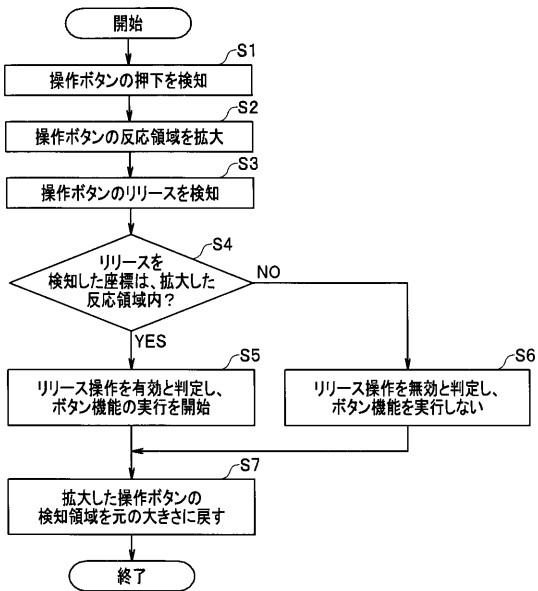 開始
S1
操作ボタンの押下を検知
S2
操作ボタンの反応領域を拡大
S3
操作ボタンのリリースを検知
S4
リリースを
検知した座標は、拡大した
反応領域内？
NO
YES
S5
リリース操作を有効と判定し、
ボタン機能の実行を開始
S6
リリース操作を無効と判定し、
ボタン機能を実行しない
S7
拡大した操作ボタンの
検知領域を元の大きさに戻す
終了